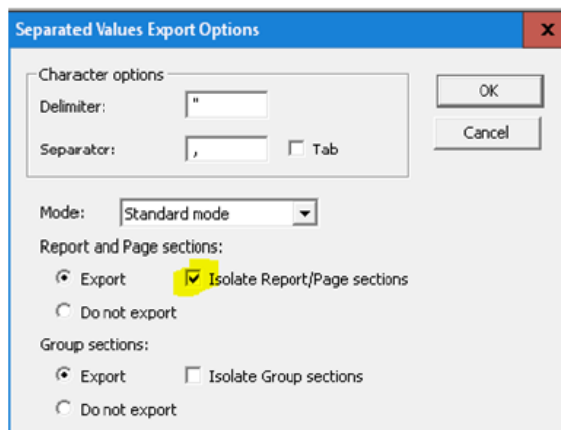 Separated Values Export Options
x
Character options
Delimiter: "
OK
Separator: , Tab
Cancel
Mode: Standard mode
Report and Page sections:
Export Isolate Report/Page sections
Do not export
Group sections:
Export Isolate Group sections
Do not export